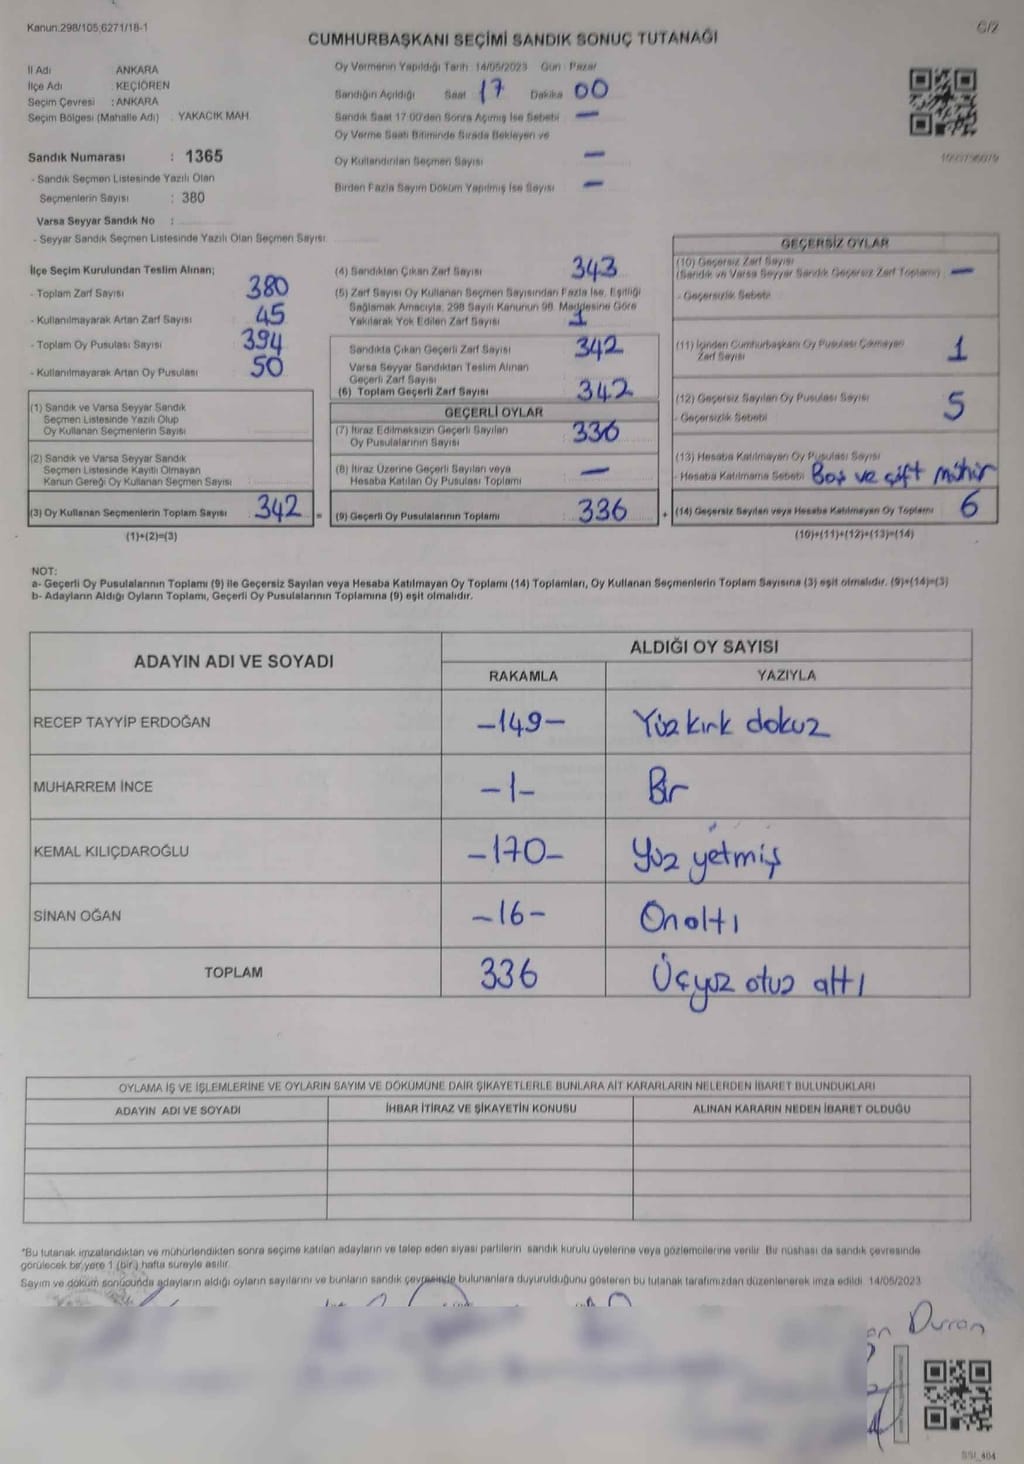 Kanun.298/105,6271/18-1
C/2
CUMHURBAŞKANI SEÇİMİ SANDIK SONUÇ TUTANAĞI
İl Adı : ANKARA
İlçe Adı : KEÇİÖREN
Seçim Çevresi : ANKARA
Seçim Bölgesi (Mahalle Adı) : YAKACIK MAH.
Sandık Numarası : 1365
- Sandık Seçmen Listesinde Yazılı Olan
Seçmenlerin Sayısı : 380
Varsa Seyyar Sandık No :
- Seyyar Sandık Seçmen Listesinde Yazılı Olan Seçmen Sayısı:
Oy Vermenin Yapıldığı Tarih : 14/05/2023 Gün : Pazar
Sandığın Açıldığı Saat 17 Dakika 00
Sandık Saat 17.00'den Sonra Açılmış İse Sebebi —
Oy Verme Saati Bitiminde Sırada Bekleyen ve
Oy Kullandırılan Seçmen Sayısı —
Birden Fazla Sayım Döküm Yapılmış İse Sayısı —
İlçe Seçim Kurulundan Teslim Alınan;
- Toplam Zarf Sayısı 380
- Kullanılmayarak Artan Zarf Sayısı 45
- Toplam Oy Pusulası Sayısı 394
- Kullanılmayarak Artan Oy Pusulası 50
(1) Sandık ve Varsa Seyyar Sandık
Seçmen Listesinde Yazılı Olup
Oy Kullanan Seçmenlerin Sayısı
(2) Sandık ve Varsa Seyyar Sandık
Seçmen Listesinde Kayıtlı Olmayan
Kanun Gereği Oy Kullanan Seçmen Sayısı
(3) Oy Kullanan Seçmenlerin Toplam Sayısı 342 =
(1)+(2)=(3)
(4) Sandıktan Çıkan Zarf Sayısı 343
(5) Zarf Sayısı Oy Kullanan Seçmen Sayısından Fazla İse, Eşitliği
Sağlamak Amacıyla, 298 Sayılı Kanunun 98. Maddesine Göre
Yakılarak Yok Edilen Zarf Sayısı 1
Sandıkta Çıkan Geçerli Zarf Sayısı 342
Varsa Seyyar Sandıktan Teslim Alınan
Geçerli Zarf Sayısı
(6) Toplam Geçerli Zarf Sayısı 342
GEÇERLİ OYLAR
(7) İtiraz Edilmeksizin Geçerli Sayılan
Oy Pusulalarının Sayısı 336
(8) İtiraz Üzerine Geçerli Sayılan veya
Hesaba Katılan Oy Pusulası Toplamı —
(9) Geçerli Oy Pusulalarının Toplamı 336 +
GEÇERSİZ OYLAR
(10) Geçersiz Zarf Sayısı
(Sandık ve Varsa Seyyar Sandık Geçersiz Zarf Toplamı) —
- Geçersizlik Sebebi
(11) İçinden Cumhurbaşkanı Oy Pusulası Çıkmayan
Zarf Sayısı 1
(12) Geçersiz Sayılan Oy Pusulası Sayısı 5
- Geçersizlik Sebebi
(13) Hesaba Katılmayan Oy Pusulası Sayısı
- Hesaba Katılmama Sebebi Boş ve çift mühür
(14) Geçersiz Sayılan veya Hesaba Katılmayan Oy Toplamı 6
(10)+(11)+(12)+(13)=(14)
NOT:
a- Geçerli Oy Pusulalarının Toplamı (9) ile Geçersiz Sayılan veya Hesaba Katılmayan Oy Toplamı (14) Toplamları, Oy Kullanan Seçmenlerin Toplam Sayısına (3) eşit olmalıdır. (9)+(14)=(3)
b- Adayların Aldığı Oyların Toplamı, Geçerli Oy Pusulalarının Toplamına (9) eşit olmalıdır.
ADAYIN ADI VE SOYADI
ALDIĞI OY SAYISI
RAKAMLA YAZIYLA
RECEP TAYYİP ERDOĞAN -149- Yüz kırk dokuz
MUHARREM İNCE -1- Bir
KEMAL KILIÇDAROĞLU -170- Yüz yetmiş
SİNAN OĞAN -16- On altı
TOPLAM 336 Üçyüz otuz altı
OYLAMA İŞ VE İŞLEMLERİNE VE OYLARIN SAYIM VE DÖKÜMÜNE DAİR ŞİKAYETLERLE BUNLARA AİT KARARLARIN NELERDEN İBARET BULUNDUKLARI
ADAYIN ADI VE SOYADI İHBAR İTİRAZ VE ŞİKAYETİN KONUSU ALINAN KARARIN NEDEN İBARET OLDUĞU
*Bu tutanak imzalandıktan ve mühürlendikten sonra seçime katılan adayların ve talep eden siyasi partilerin sandık kurulu üyelerine veya gözlemcilerine verilir. Bir nüshası da sandık çevresinde
görülecek bir yere 1 (bir) hafta süreyle asılır.
Sayım ve döküm sonucunda adayların aldığı oyların sayılarını ve bunların sandık çevresinde bulunanlara duyurulduğunu gösteren bu tutanak tarafımızdan düzenlenerek imza edildi. 14/05/2023
an Duran